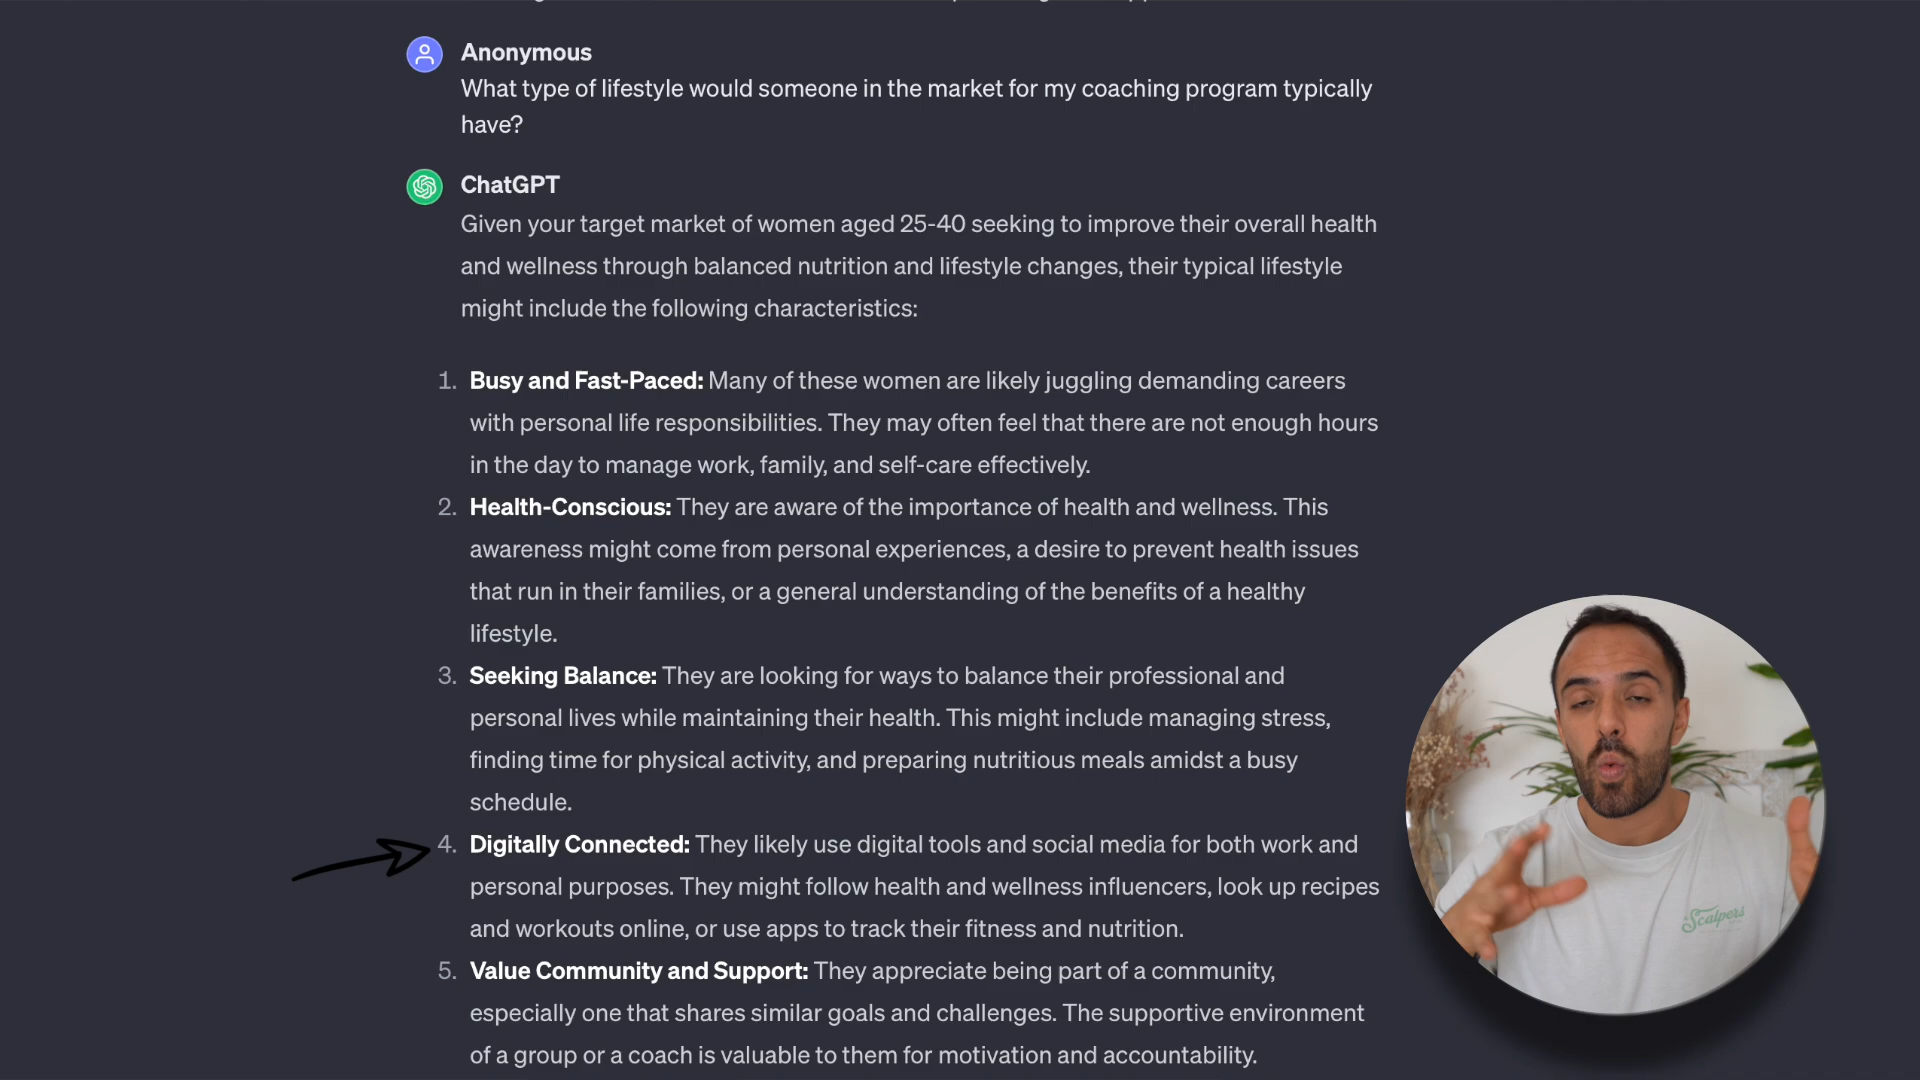 Anonymous
What type of lifestyle would someone in the market for my coaching program typically
have?
ChatGPT
Given your target market of women aged 25-40 seeking to improve their overall health
and wellness through balanced nutrition and lifestyle changes, their typical lifestyle
might include the following characteristics:
1. Busy and Fast-Paced: Many of these women are likely juggling demanding careers
with personal life responsibilities. They may often feel that there are not enough hours
in the day to manage work, family, and self-care effectively.
2. Health-Conscious: They are aware of the importance of health and wellness. This
awareness might come from personal experiences, a desire to prevent health issues
that run in their families, or a general understanding of the benefits of a healthy
lifestyle.
3. Seeking Balance: They are looking for ways to balance their professional and
personal lives while maintaining their health. This might include managing stress,
finding time for physical activity, and preparing nutritious meals amidst a busy
schedule.
4. Digitally Connected: They likely use digital tools and social media for both work and
personal purposes. They might follow health and wellness influencers, look up recipes
and workouts online, or use apps to track their fitness and nutrition.
5. Value Community and Support: They appreciate being part of a community,
especially one that shares similar goals and challenges. The supportive environment
of a group or a coach is valuable to them for motivation and accountability.
Scalpers